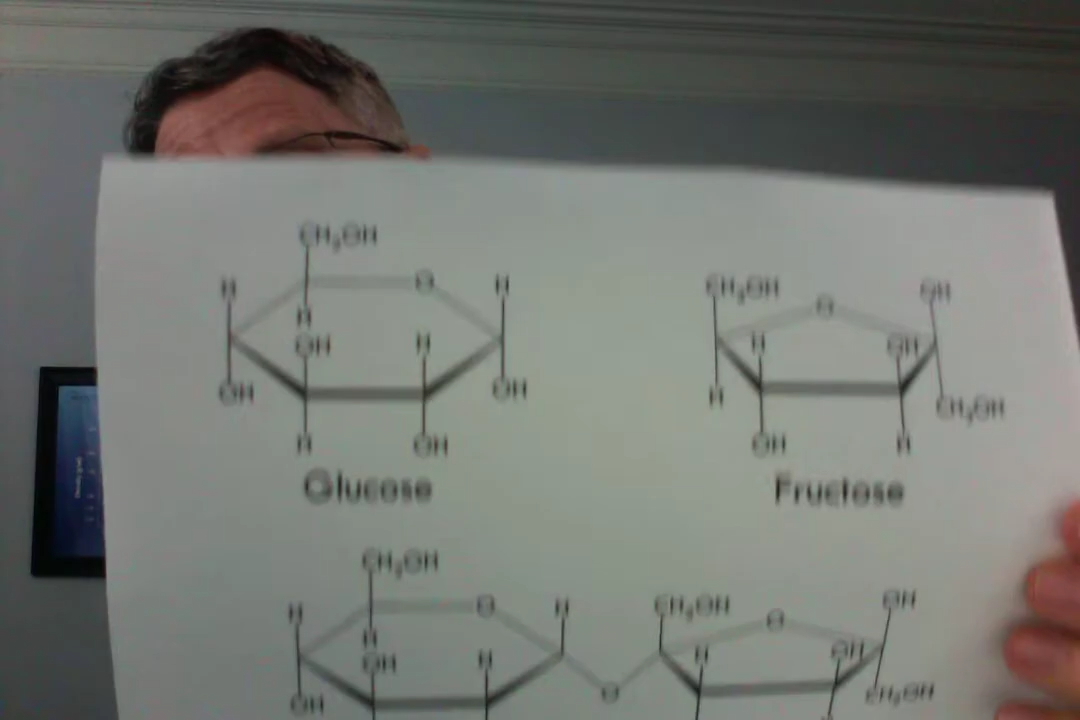 CH₂OH
H O H CH₂OH O OH
H OH H H OH
OH OH H CH₂OH
H OH OH H
Glucose Fructose
CH₂OH
H O H CH₂OH O OH
H OH H H OH
OH O CH₂OH